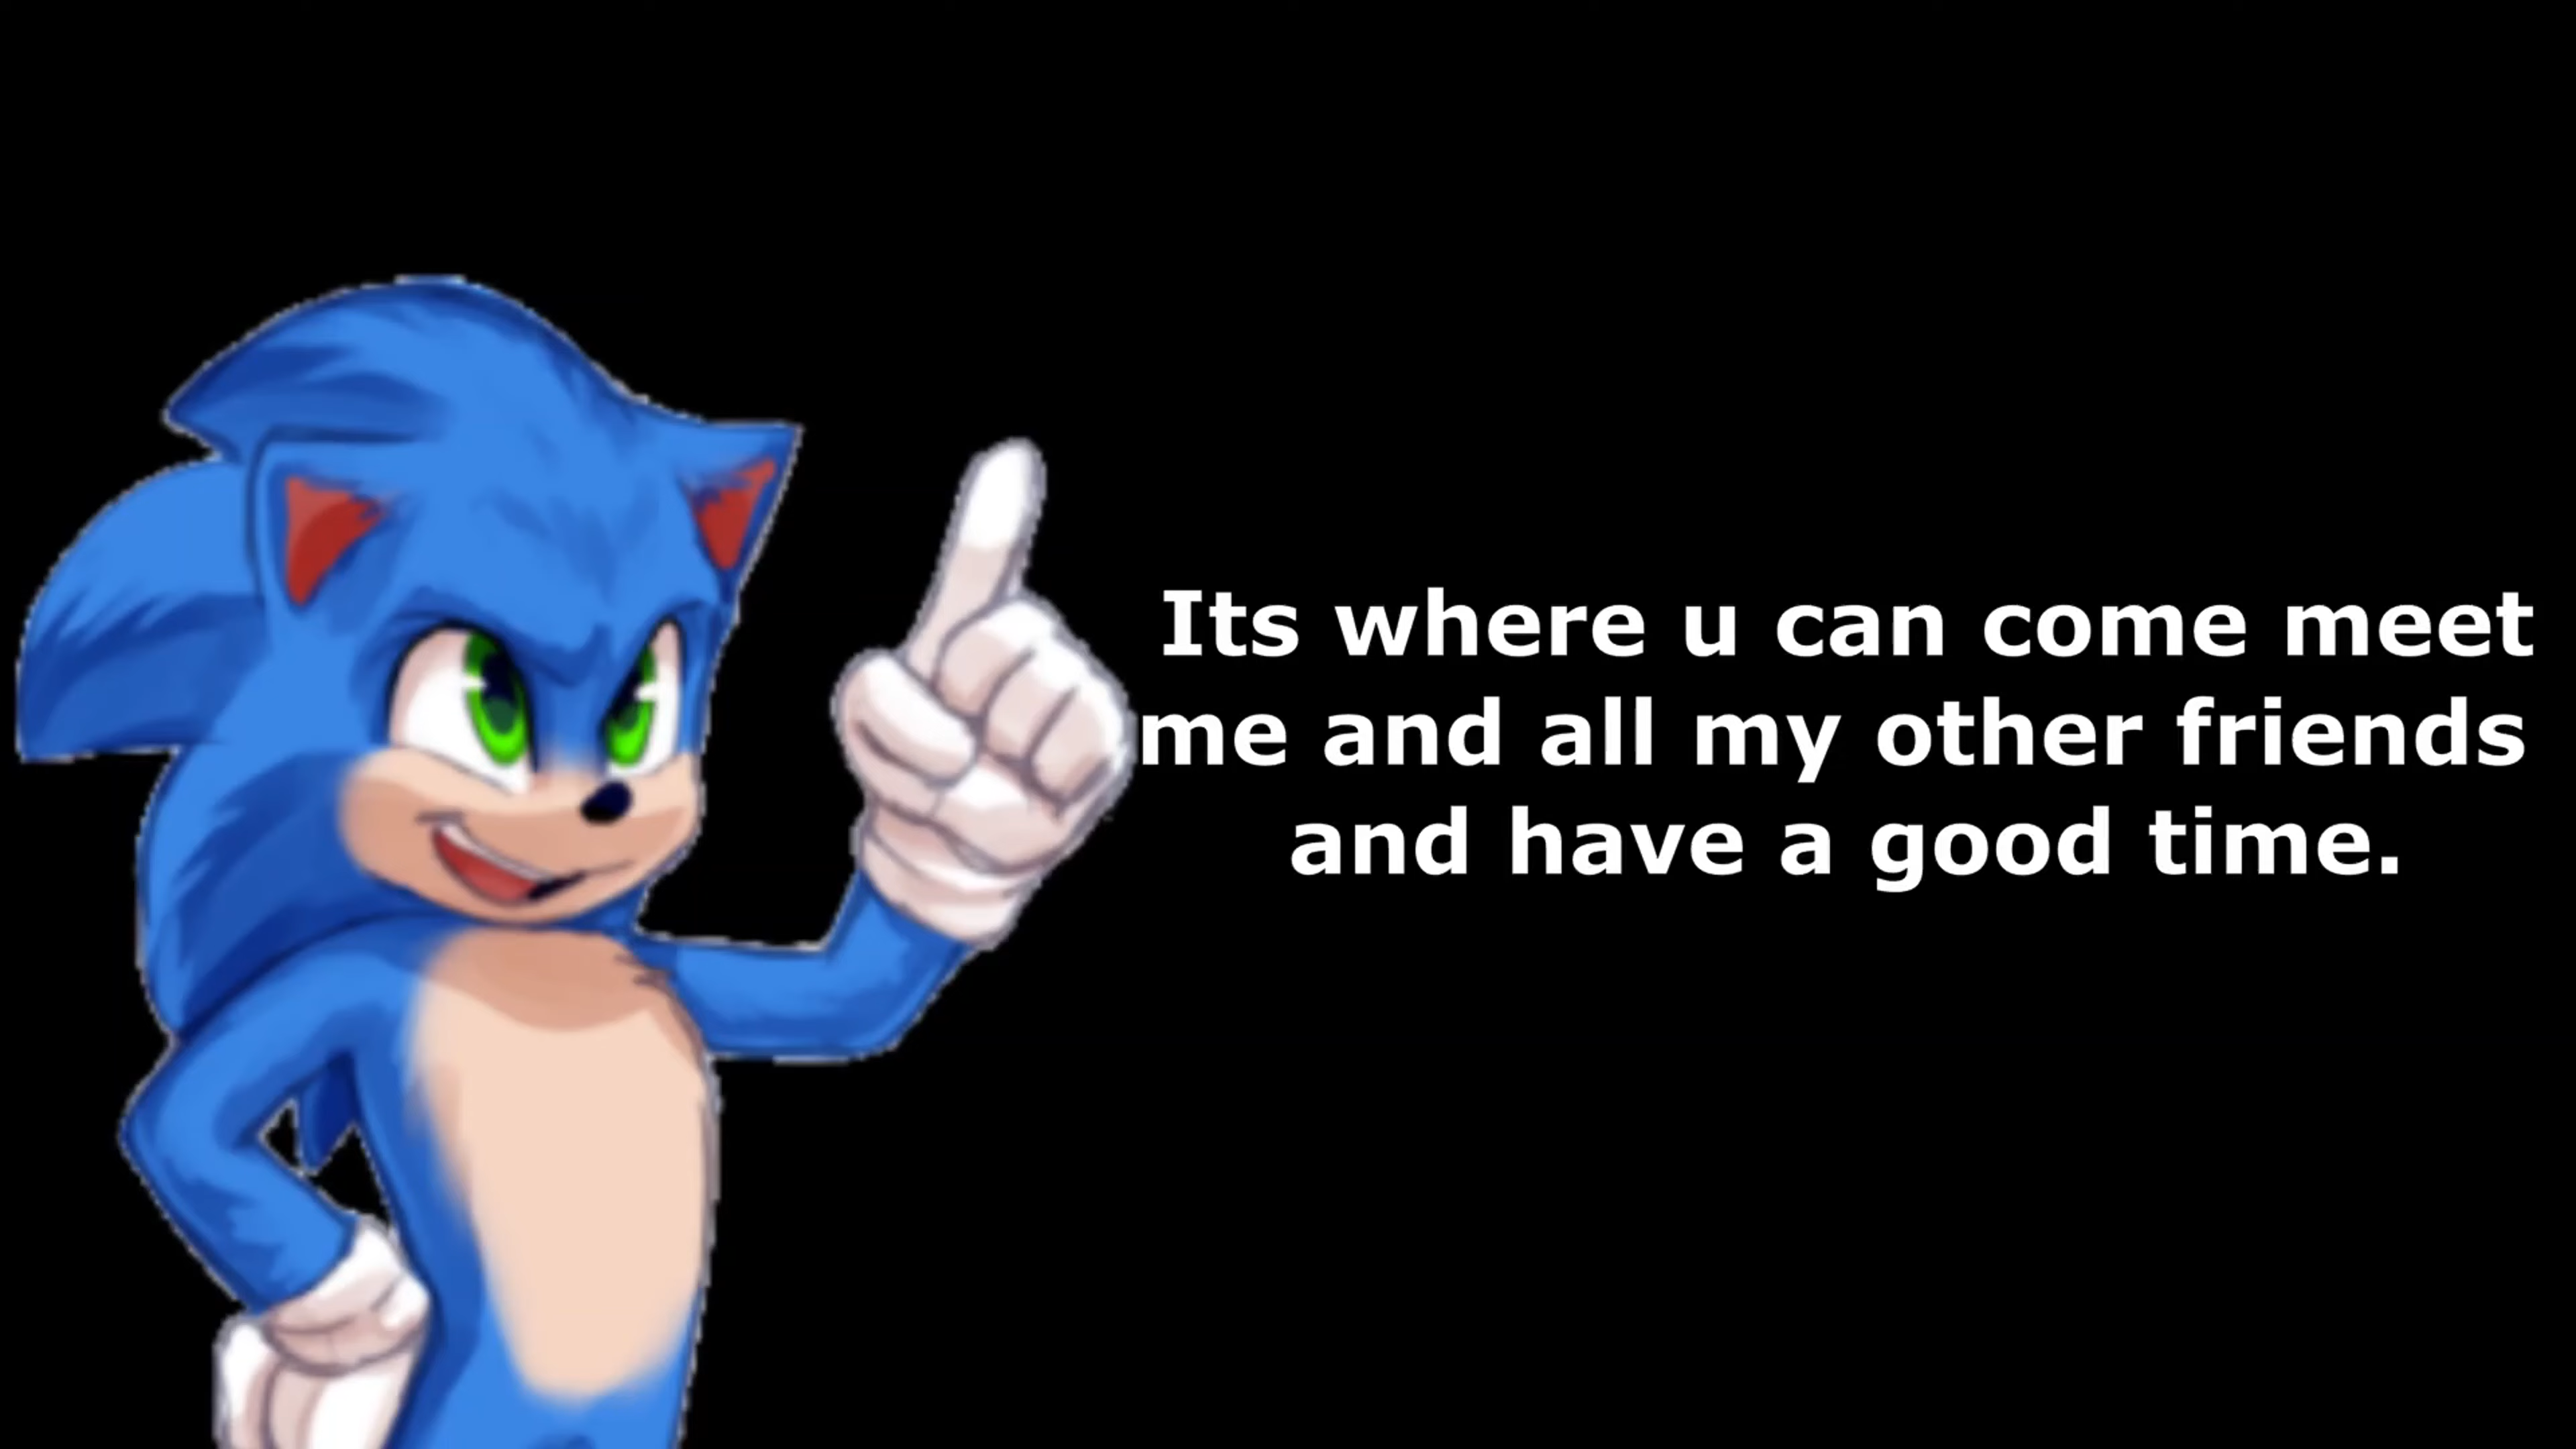 Its where u can come meet
me and all my other friends
and have a good time.